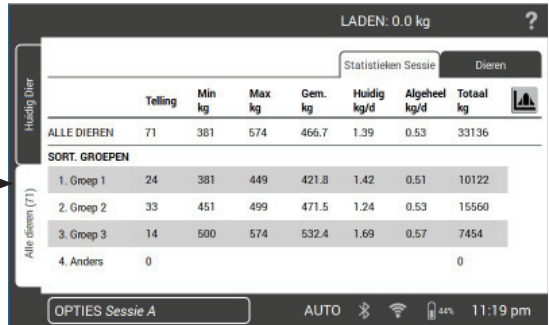 LADEN: 0.0 kg ?
Statistieken Sessie Dieren
Huidig Dier
Alle dieren (71)
Telling Min kg Max kg Gem. kg Huidig kg/d Algeheel kg/d Totaal kg
ALLE DIEREN 71 381 574 466.7 1.39 0.53 33136
SORT. GROEPEN
1. Groep 1 24 381 449 421.8 1.42 0.51 10122
2. Groep 2 33 451 499 471.5 1.24 0.53 15560
3. Groep 3 14 500 574 532.4 1.69 0.57 7454
4. Anders 0 0
OPTIES Sessie A AUTO 44% 11:19 pm